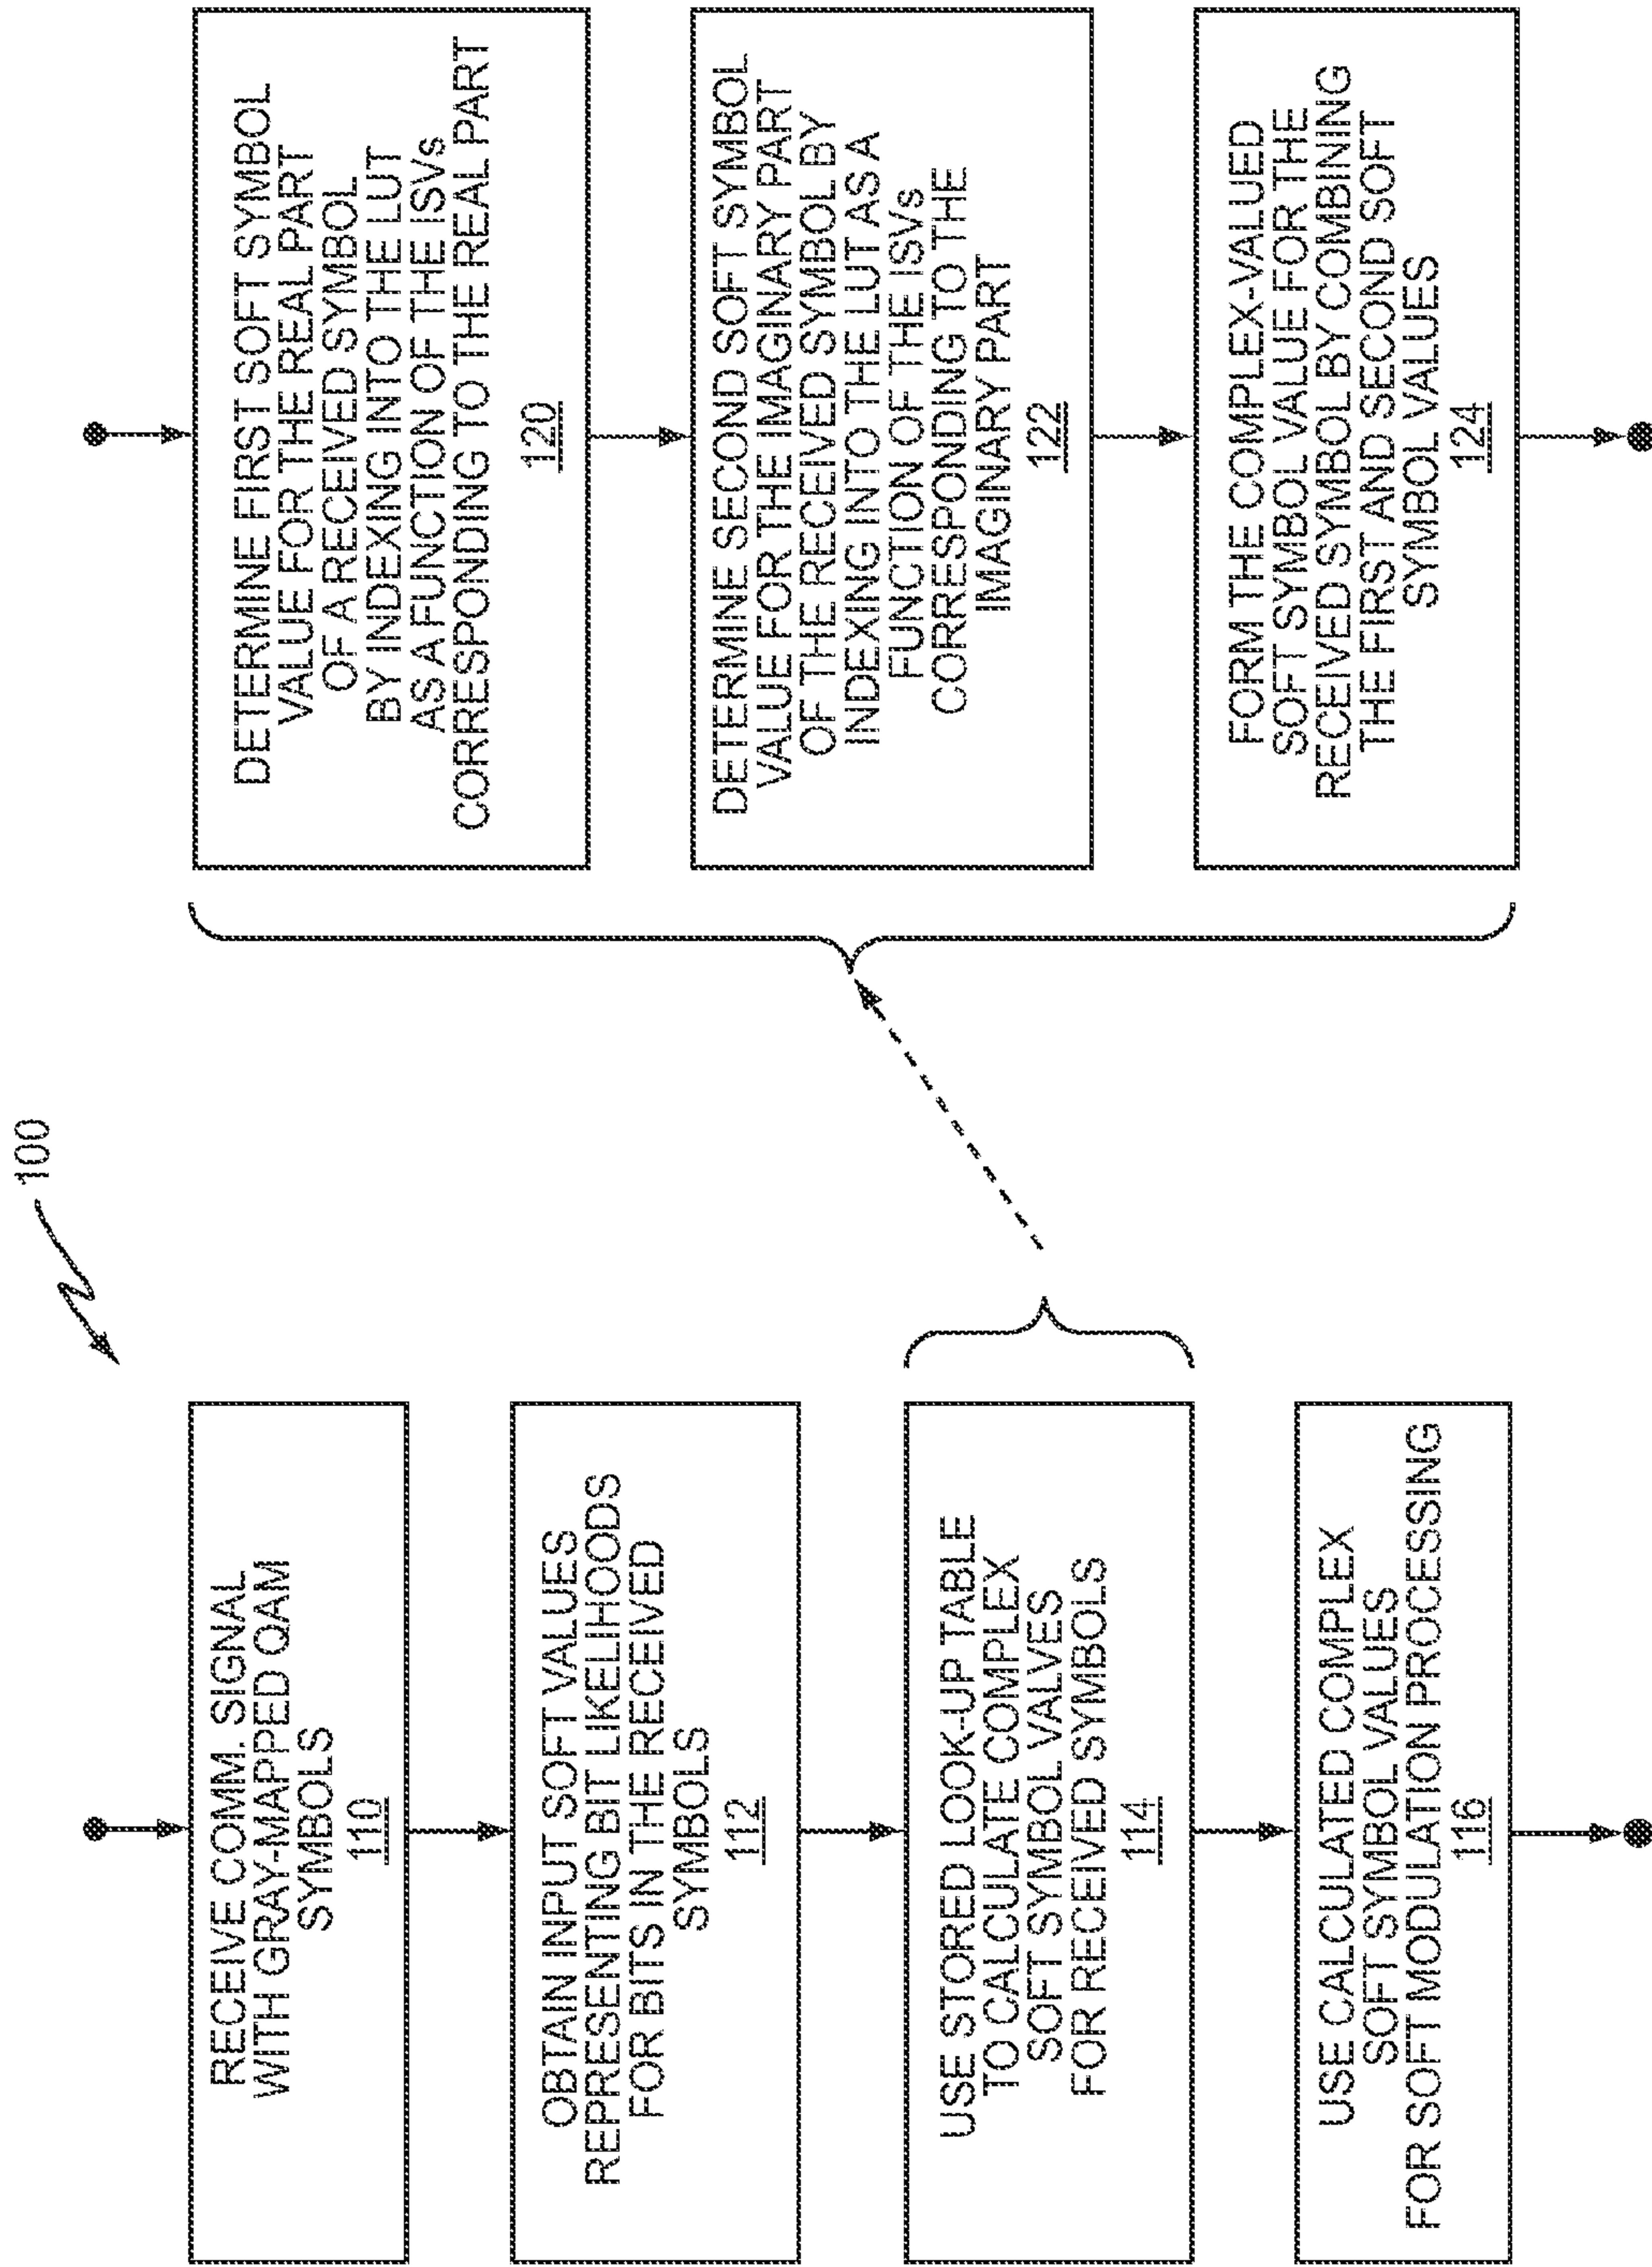 100
RECEIVE COMM. SIGNAL
WITH GRAY-MAPPED QAM
SYMBOLS
110
OBTAIN INPUT SOFT VALUES
REPRESENTING BIT LIKELIHOODS
FOR BITS IN THE RECEIVED
SYMBOLS
112
USE STORED LOOK-UP TABLE
TO CALCULATE COMPLEX
SOFT SYMBOL VALVES
FOR RECEIVED SYMBOLS
114
USE CALCULATED COMPLEX
SOFT SYMBOL VALUES
FOR SOFT MODULATION PROCESSING
116
DETERMINE FIRST SOFT SYMBOL
VALUE FOR THE REAL PART
OF A RECEIVED SYMBOL
BY INDEXING INTO THE LUT
AS A FUNCTION OF THE ISVs
CORRESPONDING TO THE REAL PART
120
DETERMINE SECOND SOFT SYMBOL
VALUE FOR THE IMAGINARY PART
OF THE RECEIVED SYMBOL BY
INDEXING INTO THE LUT AS A
FUNCTION OF THE ISVs
CORRESPONDING TO THE
IMAGINARY PART
122
FORM THE COMPLEX-VALUED
SOFT SYMBOL VALUE FOR THE
RECEIVED SYMBOL BY COMBINING
THE FIRST AND SECOND SOFT
SYMBOL VALUES
124